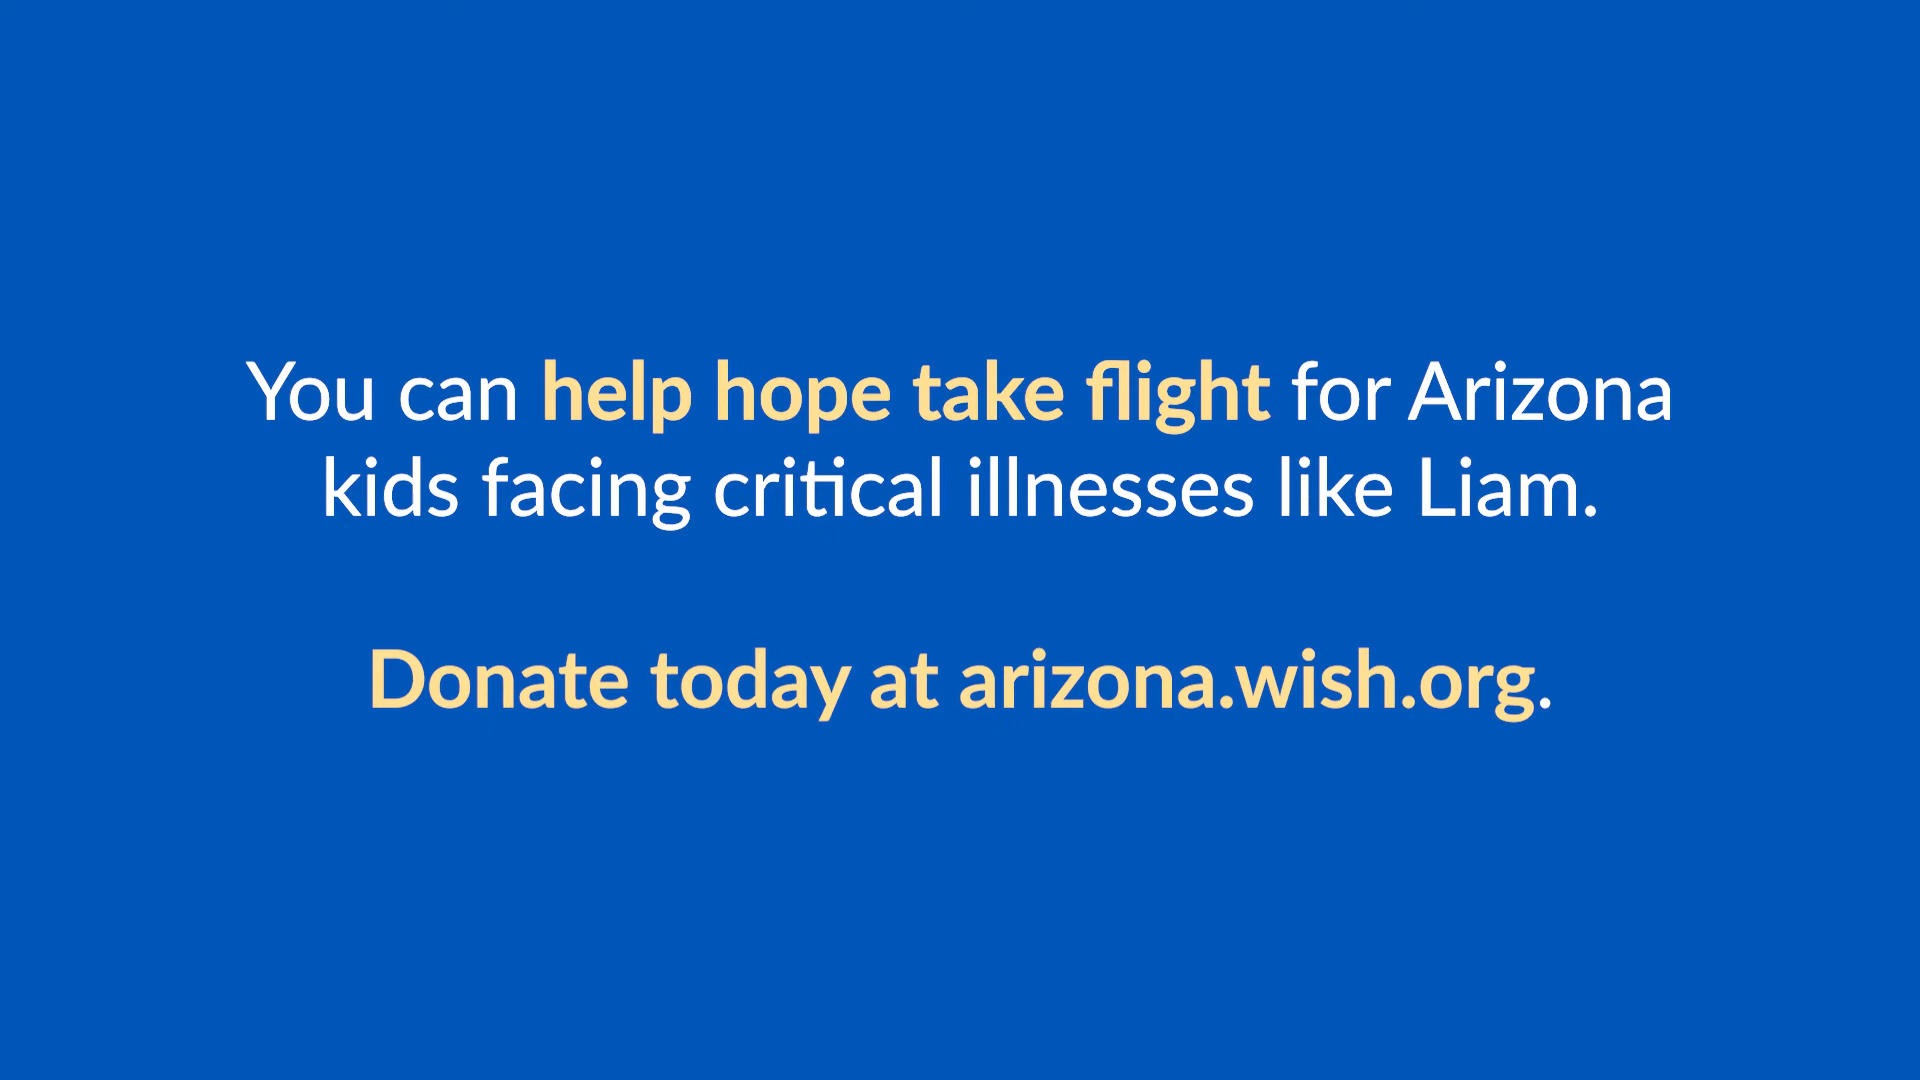 You can help hope take flight for Arizona
kids facing critical illnesses like Liam.
Donate today at arizona.wish.org.